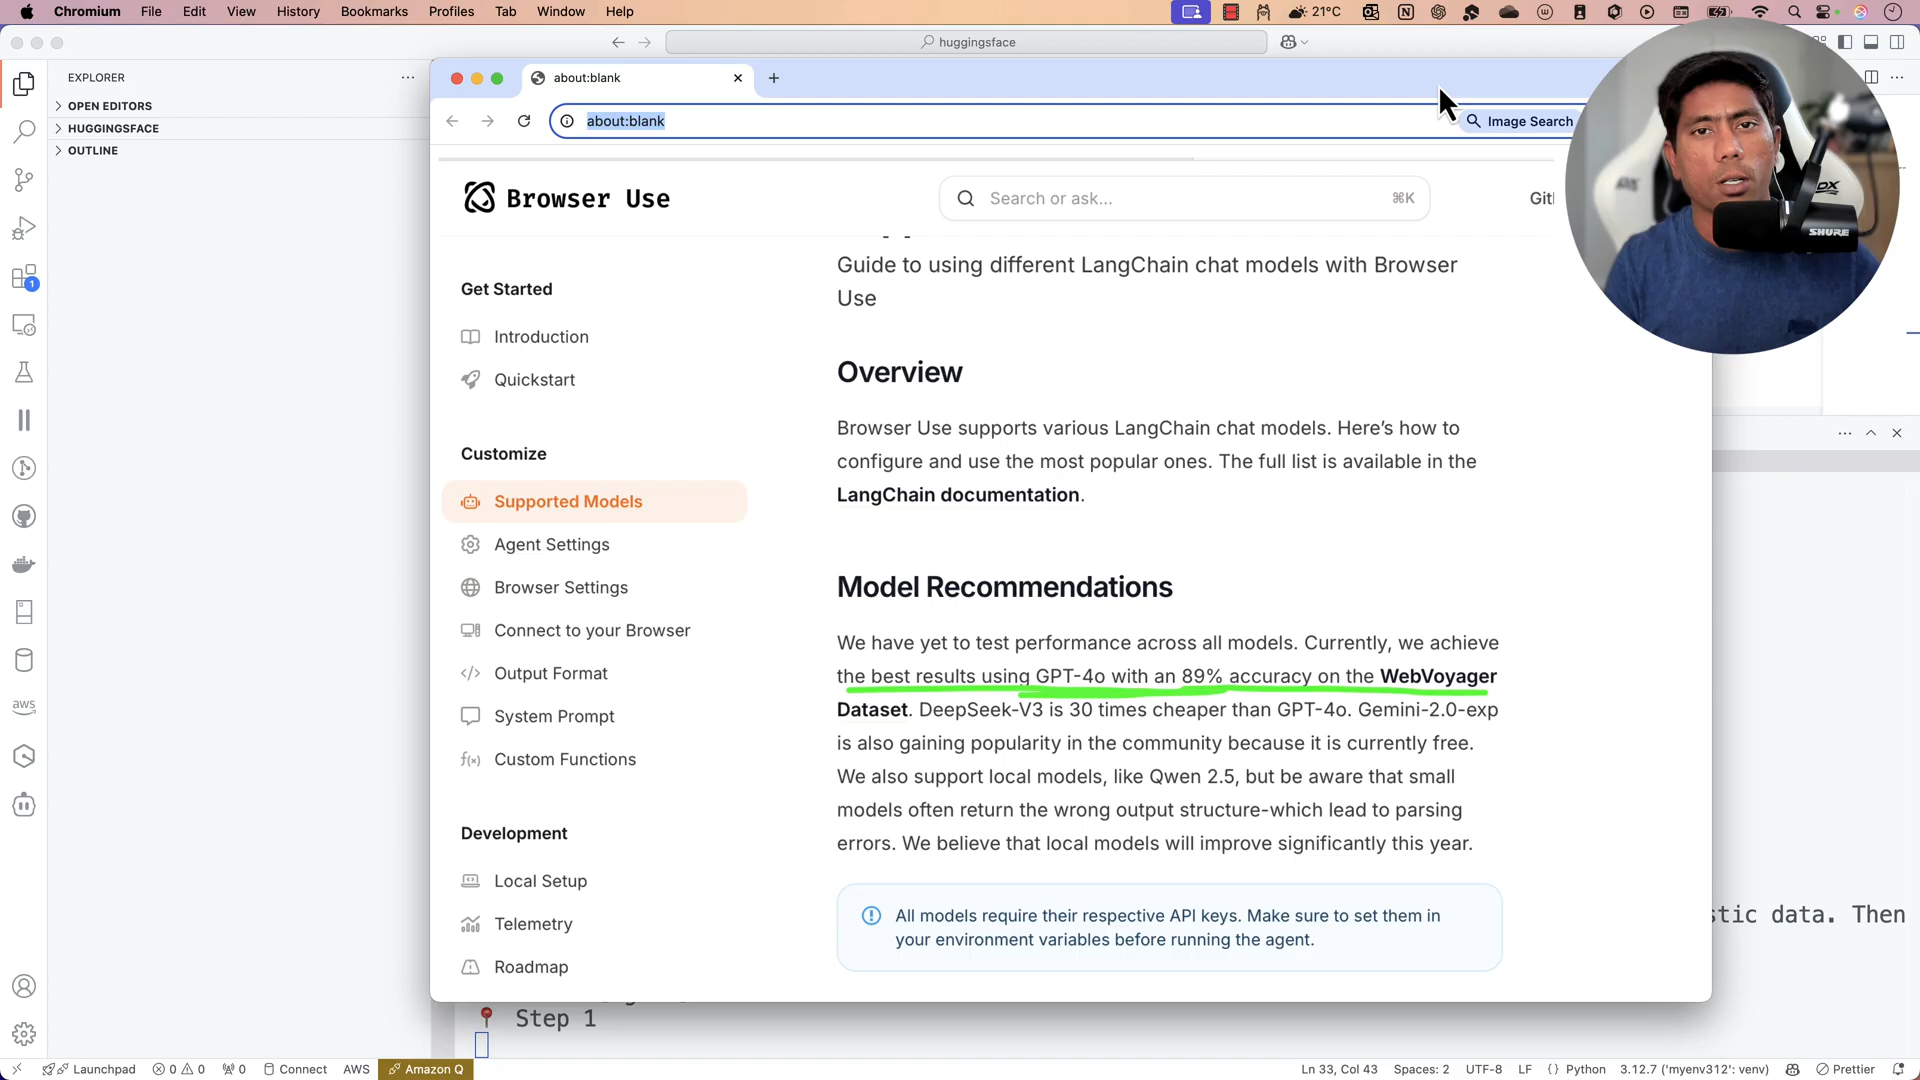 Chromium File Edit View History Bookmarks Profiles Tab Window Help 21°C
huggingsface
EXPLORER
OPEN EDITORS
HUGGINGSFACE
OUTLINE
about:blank
about:blank
Image Search
Browser Use
Search or ask...
⌘K
Git
Get Started
Introduction
Quickstart
Customize
Supported Models
Agent Settings
Browser Settings
Connect to your Browser
Output Format
System Prompt
Custom Functions
Development
Local Setup
Telemetry
Roadmap
Guide to using different LangChain chat models with Browser
Use
Overview
Browser Use supports various LangChain chat models. Here's how to
configure and use the most popular ones. The full list is available in the
LangChain documentation.
Model Recommendations
We have yet to test performance across all models. Currently, we achieve
the best results using GPT-4o with an 89% accuracy on the WebVoyager
Dataset. DeepSeek-V3 is 30 times cheaper than GPT-4o. Gemini-2.0-exp
is also gaining popularity in the community because it is currently free.
We also support local models, like Qwen 2.5, but be aware that small
models often return the wrong output structure-which lead to parsing
errors. We believe that local models will improve significantly this year.
All models require their respective API keys. Make sure to set them in
your environment variables before running the agent.
stic data. Then
Step 1
aws
1
SHURE
Launchpad 0 0 0 Connect AWS Amazon Q Ln 33, Col 43 Spaces: 2 UTF-8 LF {} Python 3.12.7 ('myenv312': venv) Prettier